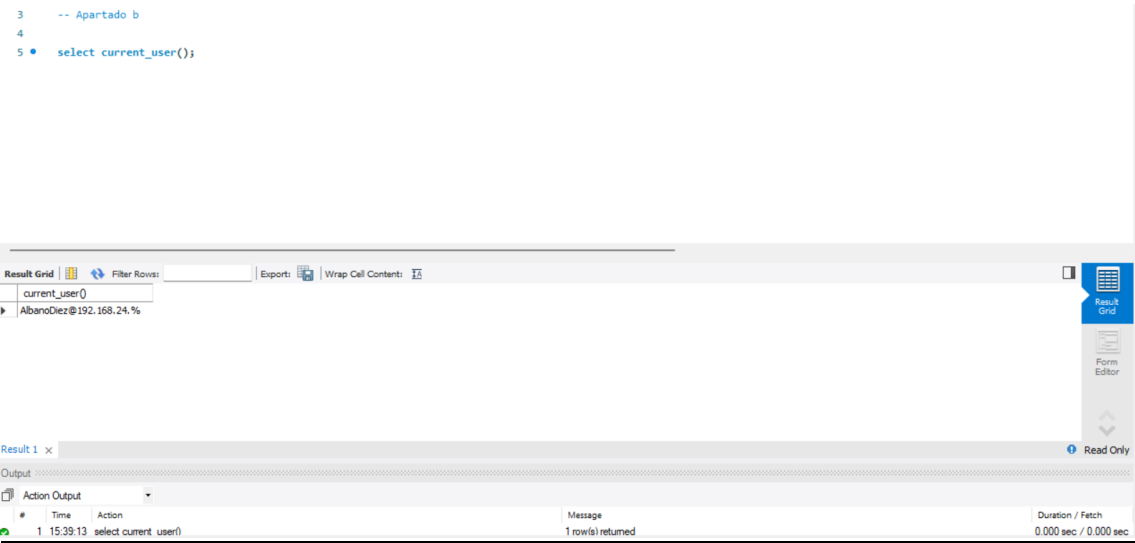 3 -- Apartado b
4
5 select current_user();
Result Grid Filter Rows: Export: Wrap Cell Content: IA
current_user()
AlbanoDiez@192.168.24.%
Result
Grid
Form
Editor
Result 1 × Read Only
Output
Action Output
# Time Action Message Duration / Fetch
1 15:39:13 select current_user() 1 row(s) returned 0.000 sec / 0.000 sec